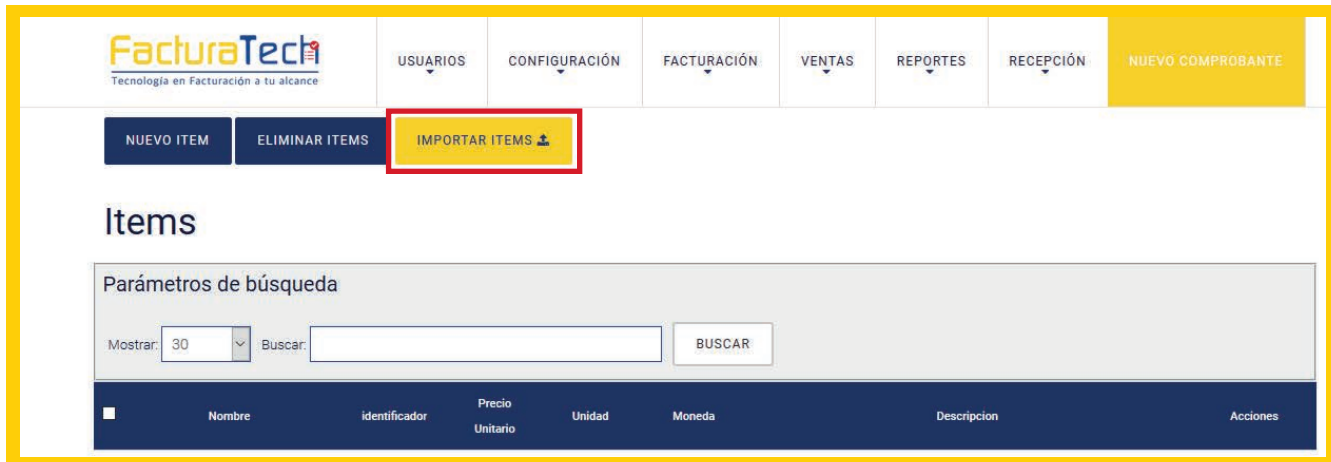 FacturaTech
Tecnología en Facturación a tu alcance
USUARIOS CONFIGURACIÓN FACTURACIÓN VENTAS REPORTES RECEPCIÓN NUEVO COMPROBANTE
NUEVO ITEM ELIMINAR ITEMS IMPORTAR ITEMS
Items
Parámetros de búsqueda
Mostrar: 30 Buscar: BUSCAR
Nombre identificador Precio Unitario Unidad Moneda Descripcion Acciones